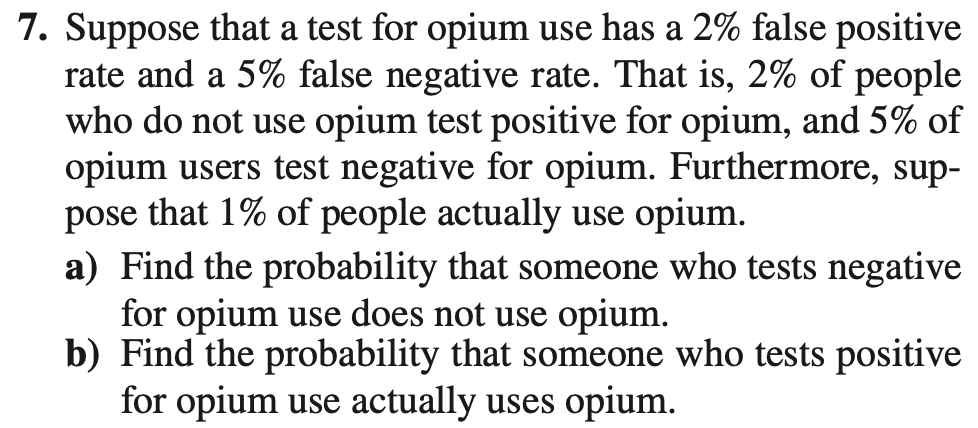 7. Suppose that a test for opium use has a 2% false positive
rate and a 5% false negative rate. That is, 2% of people
who do not use opium test positive for opium, and 5% of
opium users test negative for opium. Furthermore, sup-
pose that 1% of people actually use opium.
a) Find the probability that someone who tests negative
for opium use does not use opium.
b) Find the probability that someone who tests positive
for opium use actually uses opium.